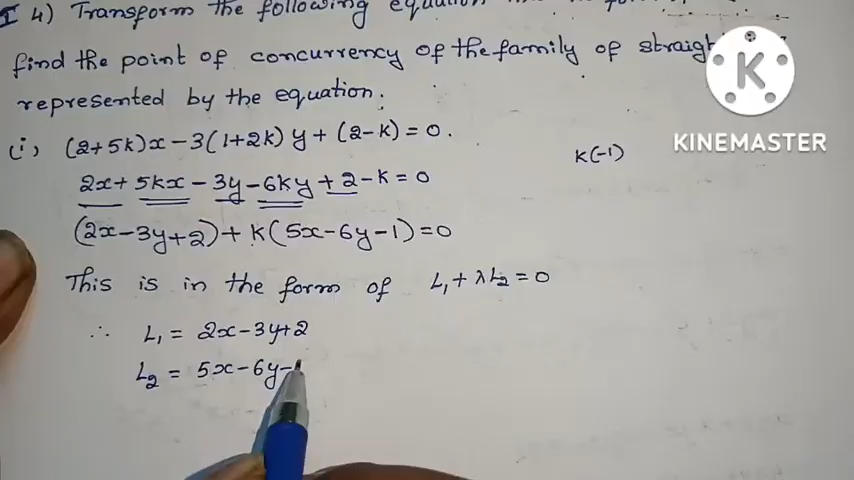 I 4) Transform the following equation
find the point of concurrency of the family of straight
represented by the equation.
(i) (2+5k)x-3(1+2k)y+(2-k)=0.
K(-1)
2x+5kx-3y-6ky+2-k=0
(2x-3y+2)+k(5x-6y-1)=0
This is in the form of L₁+λL₂=0
∴ L₁ = 2x-3y+2
L₂ = 5x-6y-
K
KINEMASTER